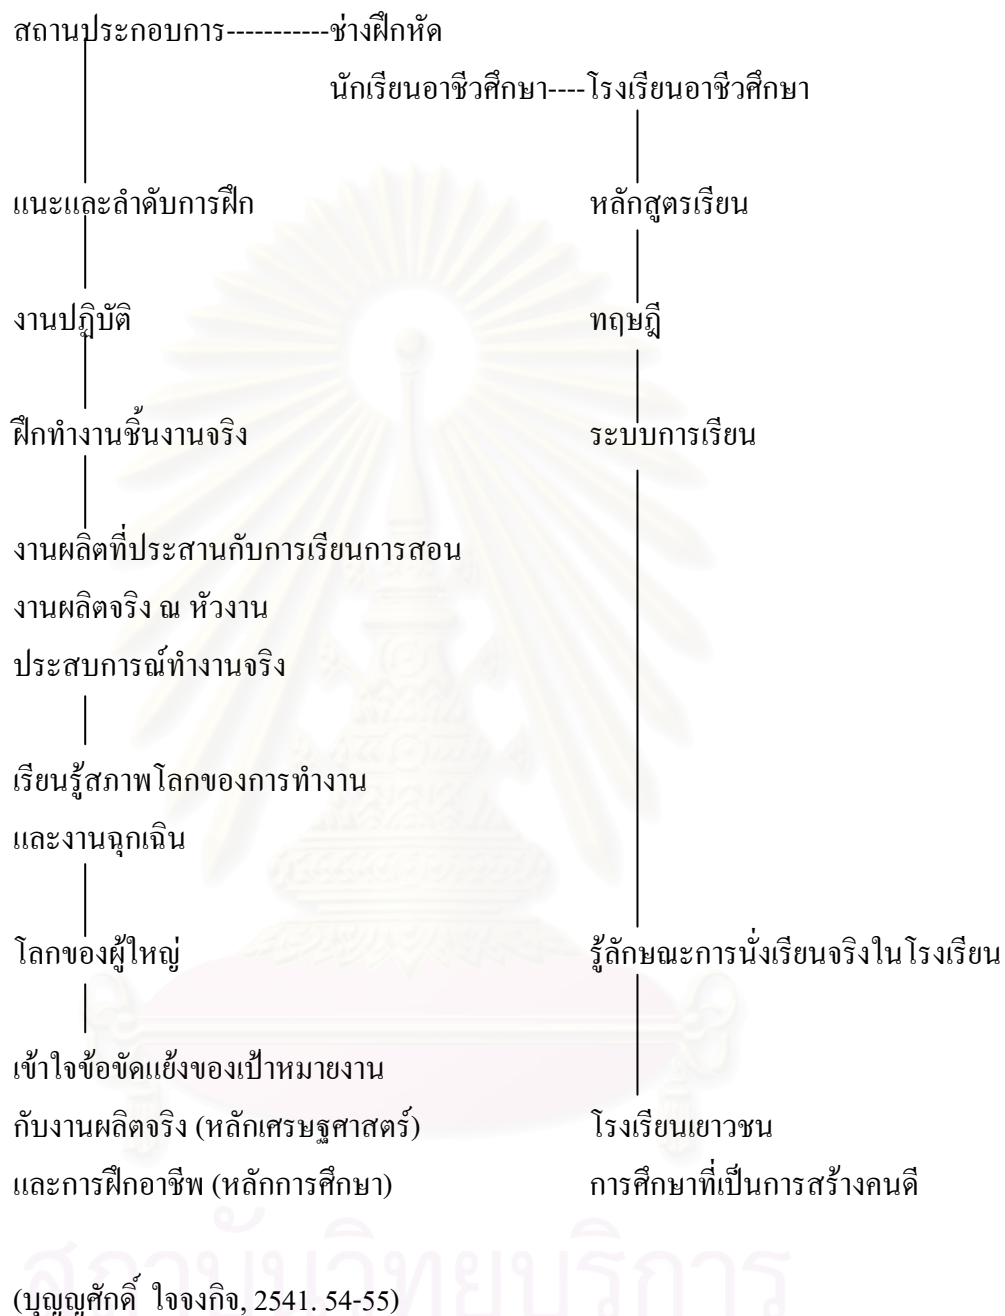 สถานประกอบการ-----------ช่างฝึกหัด
นักเรียนอาชีวศึกษา----โรงเรียนอาชีวศึกษา
แนะและลำดับการฝึก หลักสูตรเรียน
งานปฏิบัติ ทฤษฎี
ฝึกทำงานชิ้นงานจริง ระบบการเรียน
งานผลิตที่ประสานกับการเรียนการสอน
งานผลิตจริง ณ หัวงาน
ประสบการณ์ทำงานจริง
เรียนรู้สภาพโลกของการทำงาน
และงานฉุกเฉิน
โลกของผู้ใหญ่ รู้ลักษณะการนั่งเรียนจริงในโรงเรียน
เข้าใจข้อขัดแย้งของเป้าหมายงาน
กับงานผลิตจริง (หลักเศรษฐศาสตร์) โรงเรียนเยาวชน
และการฝึกอาชีพ (หลักการศึกษา) การศึกษาที่เป็นการสร้างคนดี
สถาบันวิทยบริการ
(บุญญศักดิ์ ใจจงกิจ, 2541. 54-55)